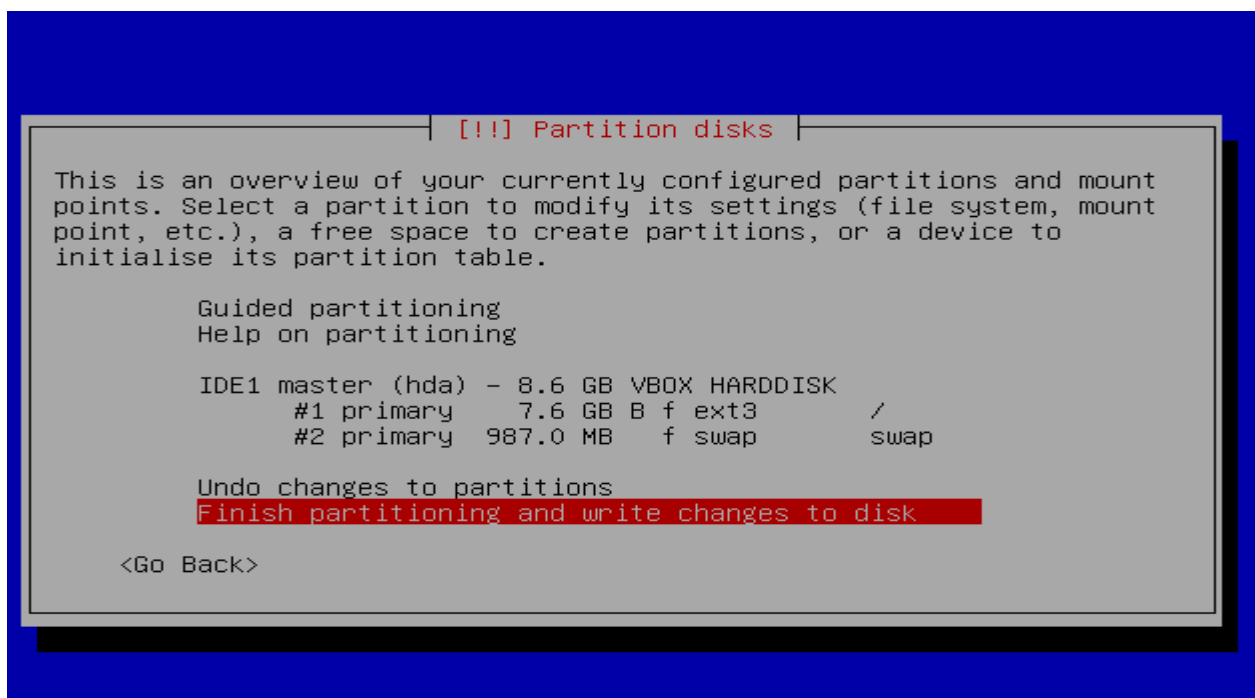 [!!] Partition disks
This is an overview of your currently configured partitions and mount
points. Select a partition to modify its settings (file system, mount
point, etc.), a free space to create partitions, or a device to
initialise its partition table.
Guided partitioning
Help on partitioning
IDE1 master (hda) - 8.6 GB VBOX HARDDISK
#1 primary 7.6 GB B f ext3 /
#2 primary 987.0 MB f swap swap
Undo changes to partitions
Finish partitioning and write changes to disk
<Go Back>